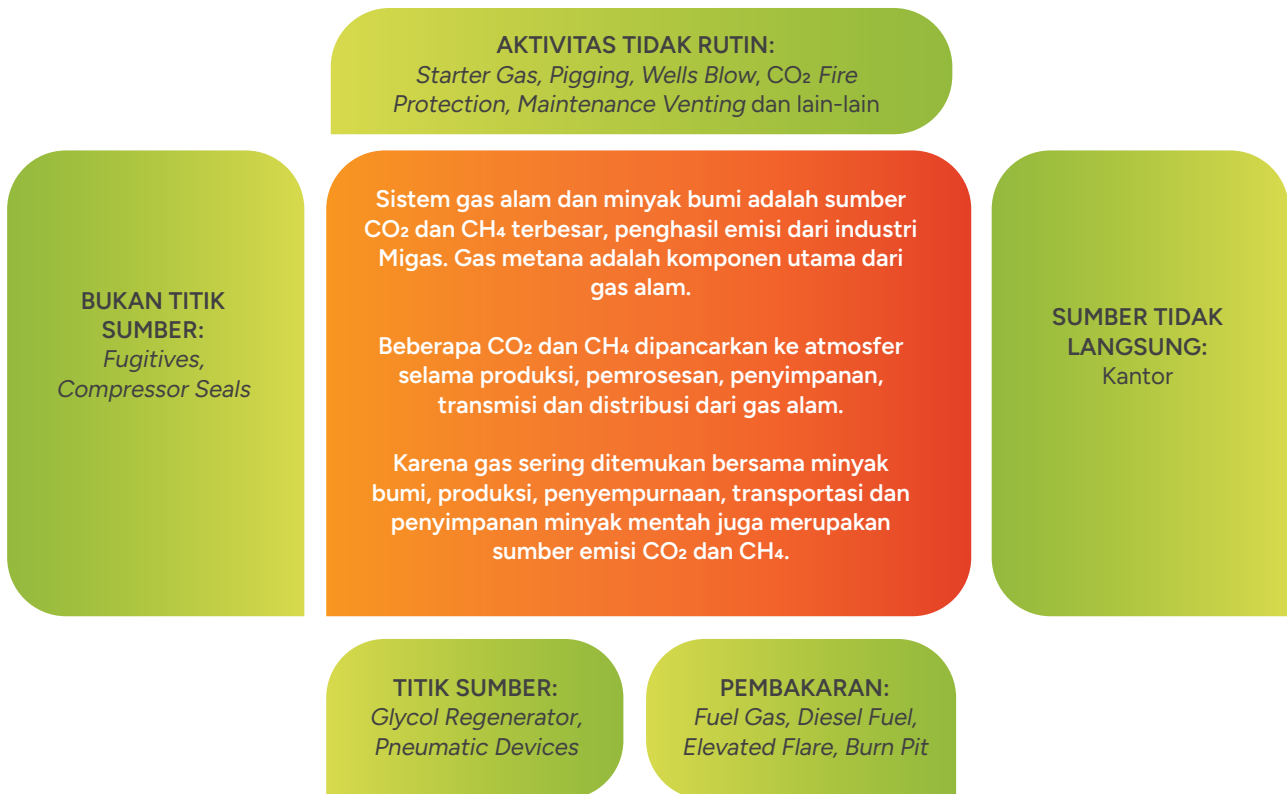 AKTIVITAS TIDAK RUTIN:
Starter Gas, Pigging, Wells Blow, CO₂ Fire
Protection, Maintenance Venting dan lain-lain
BUKAN TITIK
SUMBER:
Fugitives,
Compressor Seals
Sistem gas alam dan minyak bumi adalah sumber
CO₂ dan CH₄ terbesar, penghasil emisi dari industri
Migas. Gas metana adalah komponen utama dari
gas alam.
Beberapa CO₂ dan CH₄ dipancarkan ke atmosfer
selama produksi, pemrosesan, penyimpanan,
transmisi dan distribusi dari gas alam.
Karena gas sering ditemukan bersama minyak
bumi, produksi, penyempurnaan, transportasi dan
penyimpanan minyak mentah juga merupakan
sumber emisi CO₂ dan CH₄.
SUMBER TIDAK
LANGSUNG:
Kantor
TITIK SUMBER:
Glycol Regenerator,
Pneumatic Devices
PEMBAKARAN:
Fuel Gas, Diesel Fuel,
Elevated Flare, Burn Pit